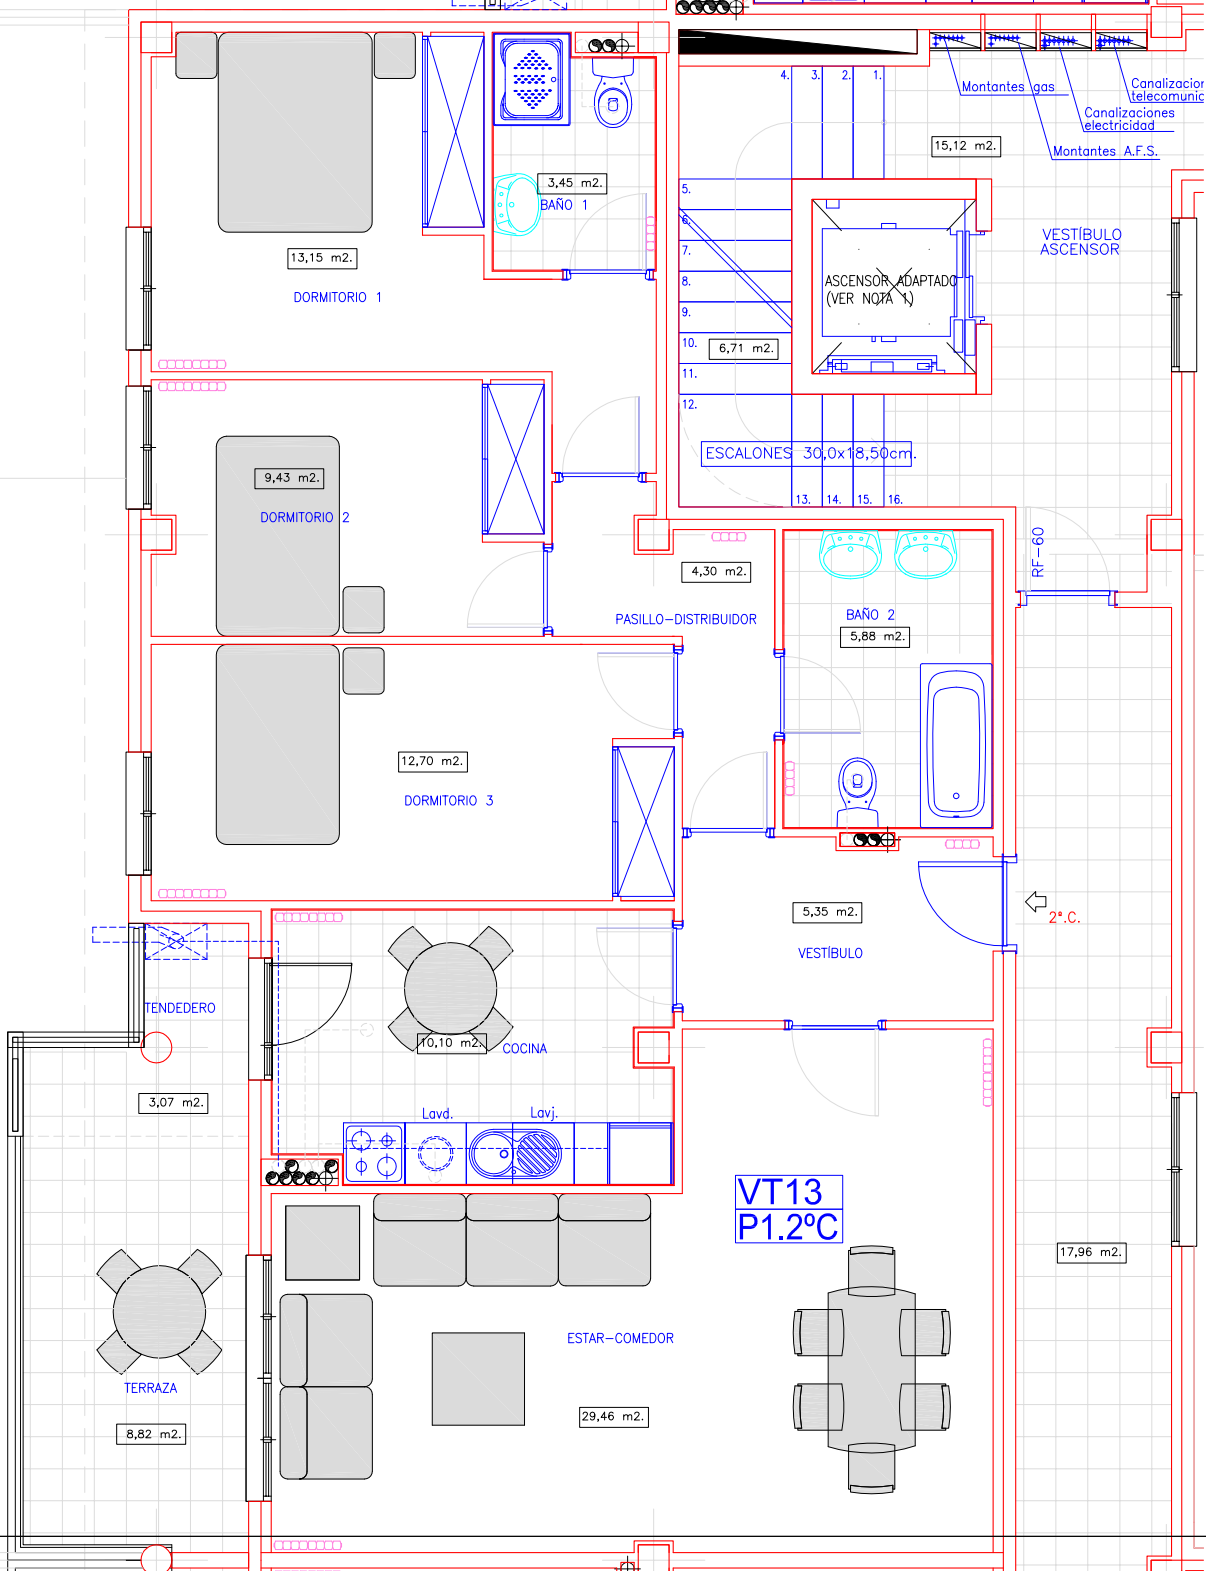 4.
3.
2.
1.
Montantes gas
Canalizaciones
electricidad
Montantes A.F.S.
15,12 m2.
3,45 m2.
BAÑO 1
5.
6.
7.
8.
9.
10.
11.
12.
VESTÍBULO
ASCENSOR
13,15 m2.
DORMITORIO 1
ASCENSOR ADAPTADO
(VER NOTA 1)
6,71 m2.
ESCALONES 30,0x18,50cm.
13.
14.
15.
16.
9,43 m2.
DORMITORIO 2
RF-60
4,30 m2.
PASILLO-DISTRIBUIDOR
BAÑO 2
5,88 m2.
12,70 m2.
DORMITORIO 3
5,35 m2.
VESTÍBULO
2º.C.
TENDEDERO
10,10 m2.
COCINA
3,07 m2.
Lavd.
Lavj.
VT13
P1.2ºC
17,96 m2.
ESTAR-COMEDOR
TERRAZA
29,46 m2.
8,82 m2.